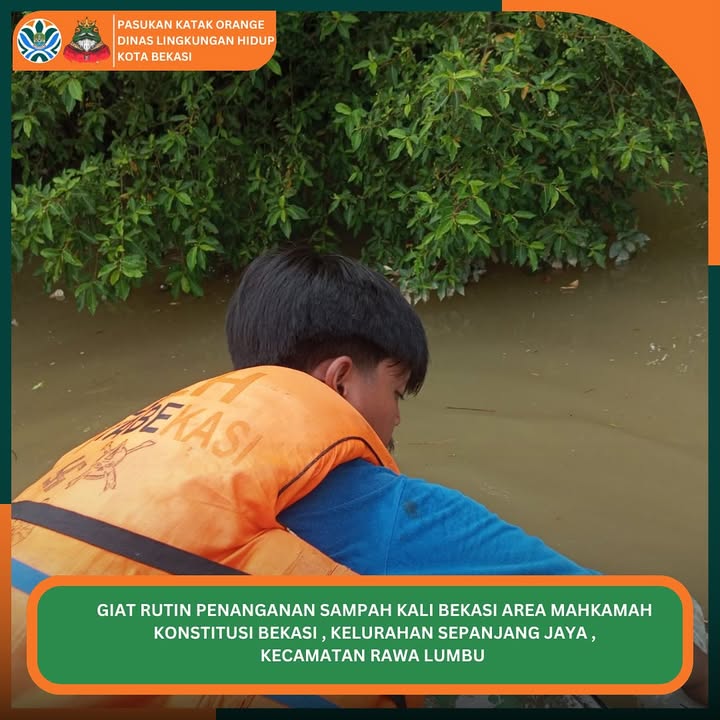 PASUKAN KATAK ORANGE
DINAS LINGKUNGAN HIDUP
KOTA BEKASI
BEKASI
GIAT RUTIN PENANGANAN SAMPAH KALI BEKASI AREA MAHKAMAH
KONSTITUSI BEKASI , KELURAHAN SEPANJANG JAYA ,
KECAMATAN RAWA LUMBU